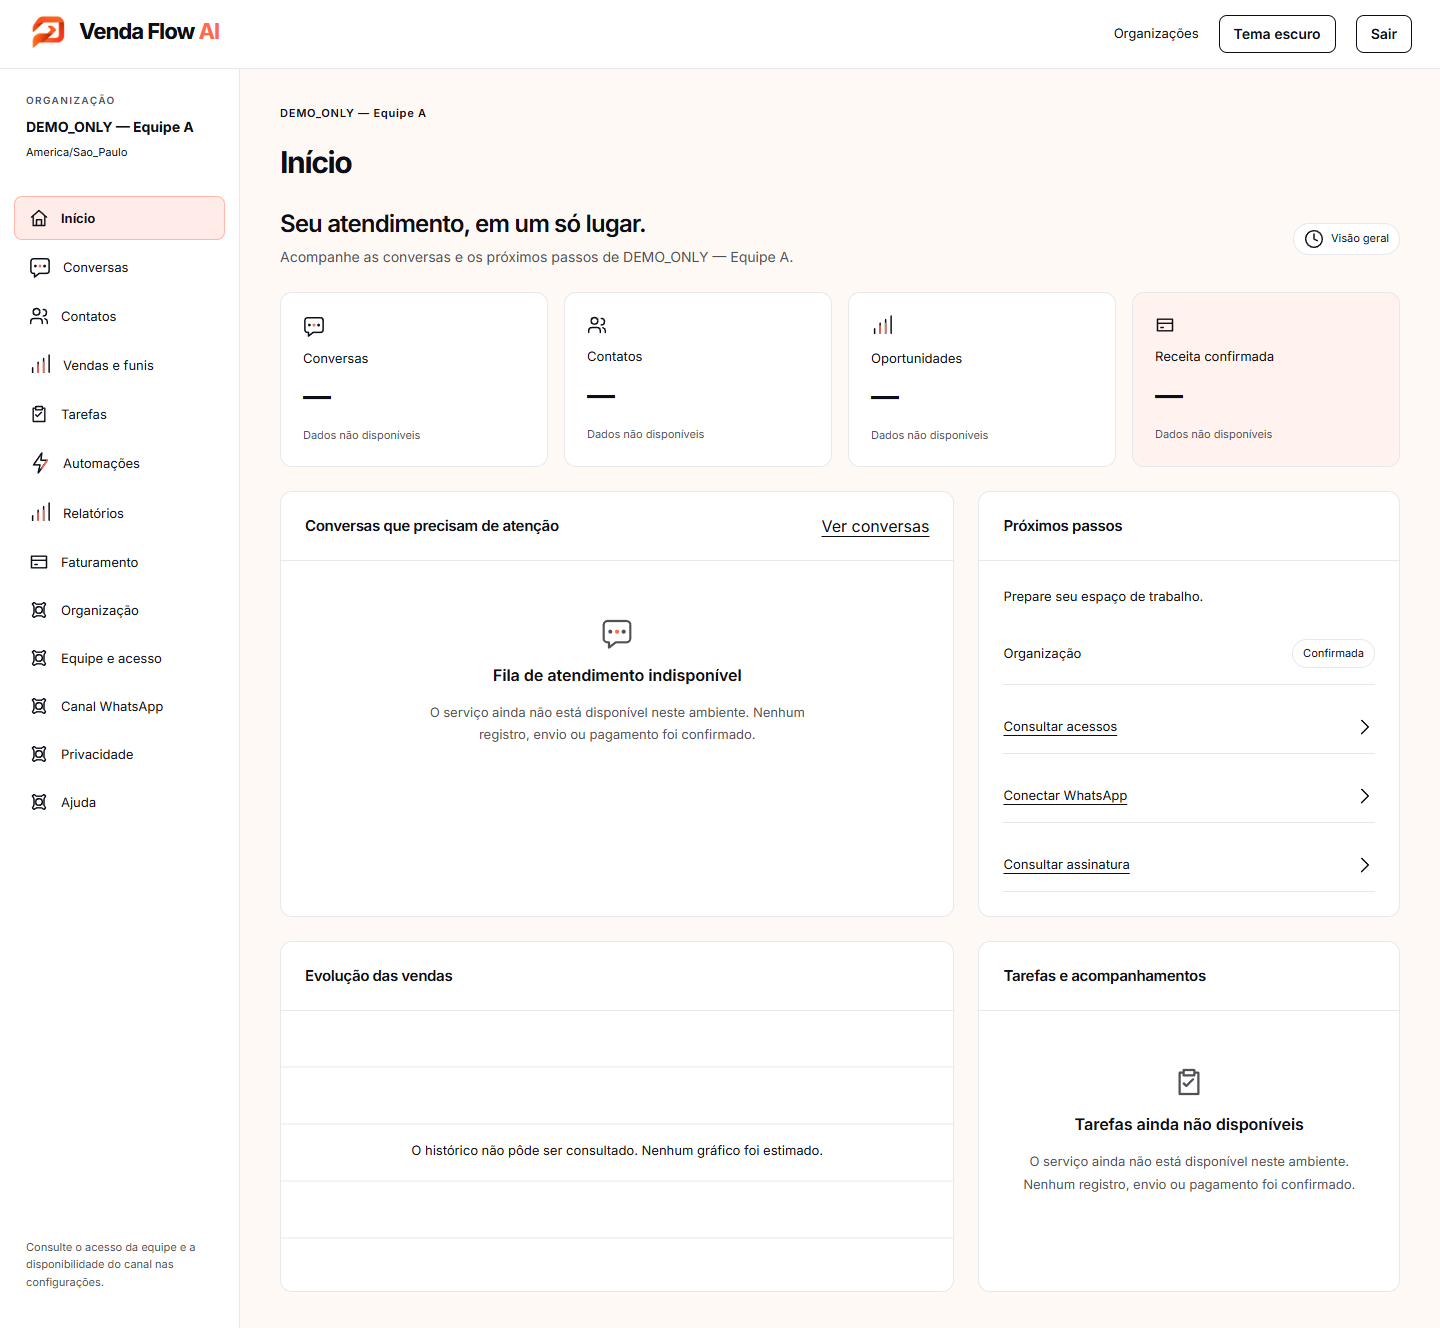 Venda Flow AI
Organizações
Tema escuro
Sair
ORGANIZAÇÃO
DEMO_ONLY — Equipe A
America/Sao_Paulo
Início
Conversas
Contatos
Vendas e funis
Tarefas
Automações
Relatórios
Faturamento
Organização
Equipe e acesso
Canal WhatsApp
Privacidade
Ajuda
Consulte o acesso da equipe e a
disponibilidade do canal nas
configurações.
DEMO_ONLY — Equipe A
Início
Seu atendimento, em um só lugar.
Acompanhe as conversas e os próximos passos de DEMO_ONLY — Equipe A.
Visão geral
Conversas
—
Dados não disponíveis
Contatos
—
Dados não disponíveis
Oportunidades
—
Dados não disponíveis
Receita confirmada
—
Dados não disponíveis
Conversas que precisam de atenção
Ver conversas
Fila de atendimento indisponível
O serviço ainda não está disponível neste ambiente. Nenhum
registro, envio ou pagamento foi confirmado.
Próximos passos
Prepare seu espaço de trabalho.
Organização
Confirmada
Consultar acessos
Conectar WhatsApp
Consultar assinatura
Evolução das vendas
O histórico não pôde ser consultado. Nenhum gráfico foi estimado.
Tarefas e acompanhamentos
Tarefas ainda não disponíveis
O serviço ainda não está disponível neste ambiente.
Nenhum registro, envio ou pagamento foi confirmado.